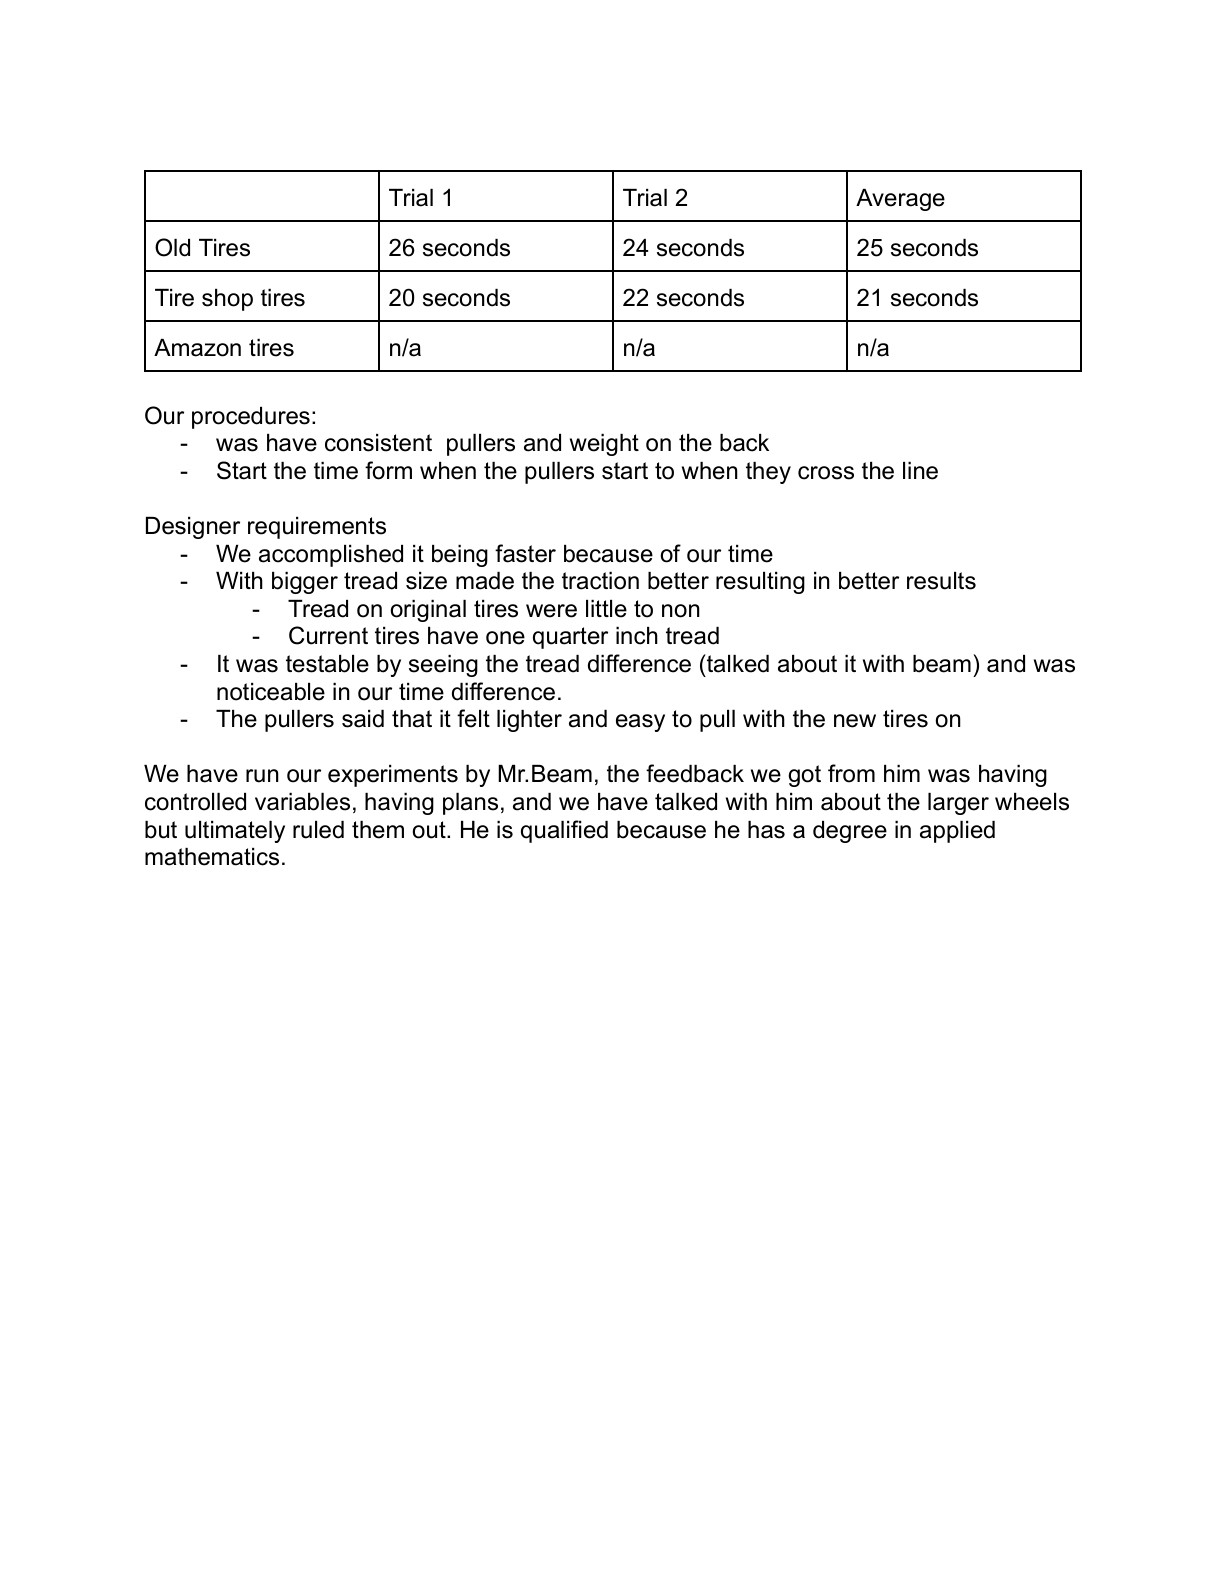 Trial 1 Trial 2 Average
Old Tires 26 seconds 24 seconds 25 seconds
Tire shop tires 20 seconds 22 seconds 21 seconds
Amazon tires n/a n/a n/a
Our procedures:
- was have consistent  pullers and weight on the back
- Start the time form when the pullers start to when they cross the line
Designer requirements
- We accomplished it being faster because of our time
- With bigger tread size made the traction better resulting in better results
- Tread on original tires were little to non
- Current tires have one quarter inch tread
- It was testable by seeing the tread difference (talked about it with beam) and was
noticeable in our time difference.
- The pullers said that it felt lighter and easy to pull with the new tires on
We have run our experiments by Mr.Beam, the feedback we got from him was having
controlled variables, having plans, and we have talked with him about the larger wheels
but ultimately ruled them out. He is qualified because he has a degree in applied
mathematics.